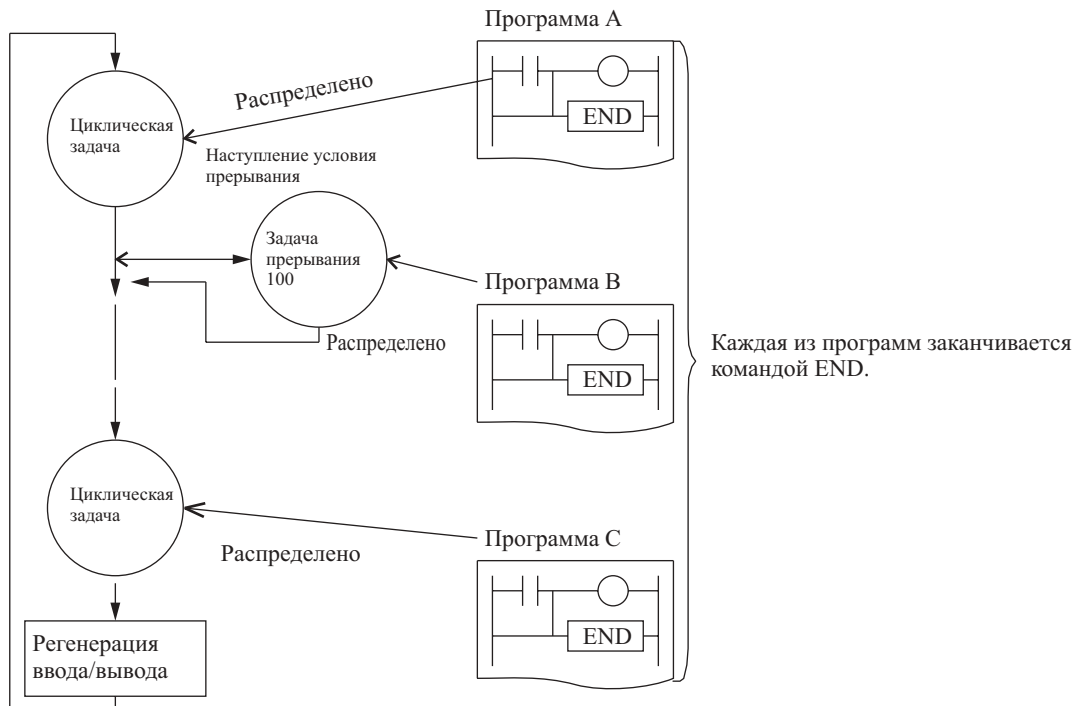 Программа A
Распределено
END
Циклическая
задача
Наступление условия
прерывания
Задача
прерывания
100
Программа B
END
Распределено
Каждая из программ заканчивается
командой END.
Циклическая
задача
Распределено
Программа C
END
Регенерация
ввода/вывода